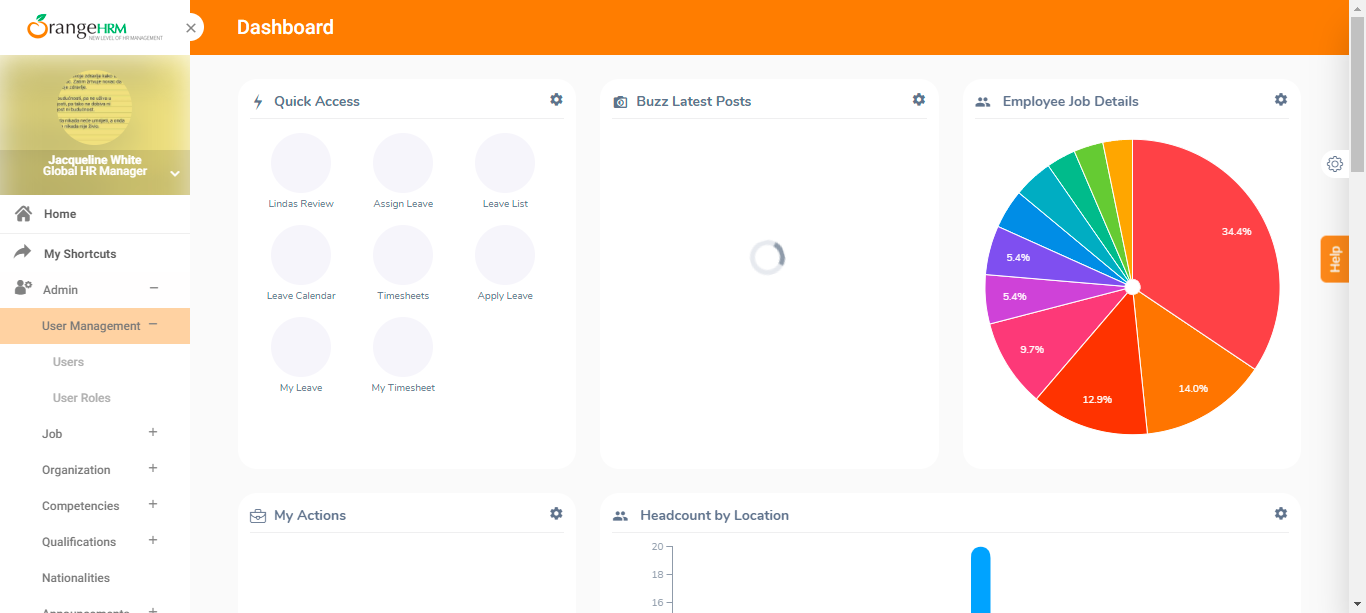 OrangeHRM
NEW LEVEL OF HR MANAGEMENT
Dashboard
Jacqueline White
Global HR Manager
Home
My Shortcuts
Admin
User Management
Users
User Roles
Job
Organization
Competencies
Qualifications
Nationalities
Announcements
Quick Access
Lindas Review
Assign Leave
Leave List
Leave Calendar
Timesheets
Apply Leave
My Leave
My Timesheet
Buzz Latest Posts
Employee Job Details
34.4%
14.0%
12.9%
9.7%
5.4%
5.4%
Help
My Actions
Headcount by Location
20
18
16